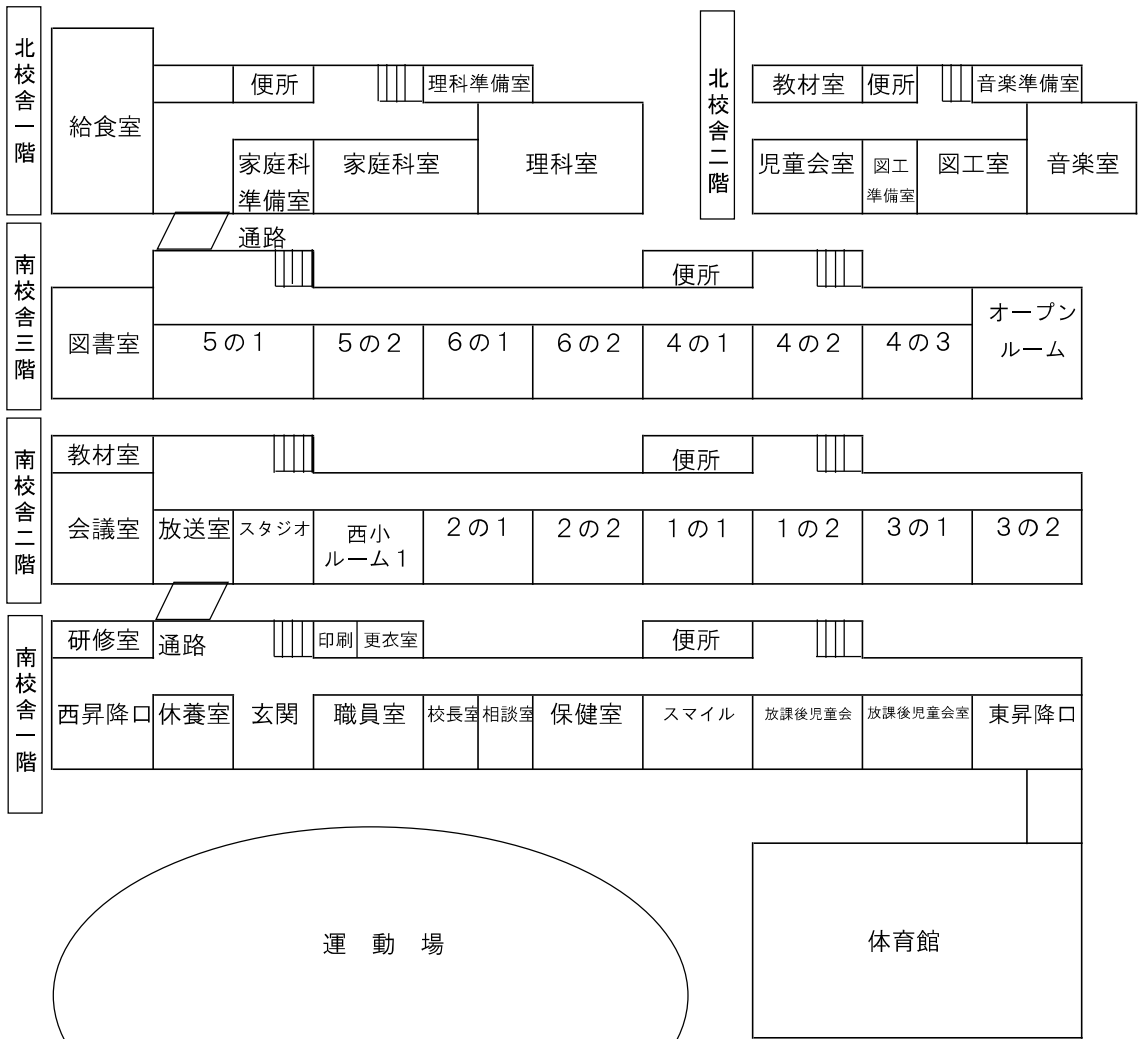 北校舎一階
給食室
便所
理科準備室
家庭科
準備室
家庭科室
理科室
北校舎二階
教材室
便所
音楽準備室
児童会室
図工
準備室
図工室
音楽室
通路
南校舎三階
便所
図書室
5の1
5の2
6の1
6の2
4の1
4の2
4の3
オープン
ルーム
南校舎二階
教材室
便所
会議室
放送室
スタジオ
西小
ルーム1
2の1
2の2
1の1
1の2
3の1
3の2
南校舎一階
研修室
通路
印刷
更衣室
便所
西昇降口
休養室
玄関
職員室
校長室
相談室
保健室
スマイル
放課後児童会
放課後児童会室
東昇降口
運動場
体育館